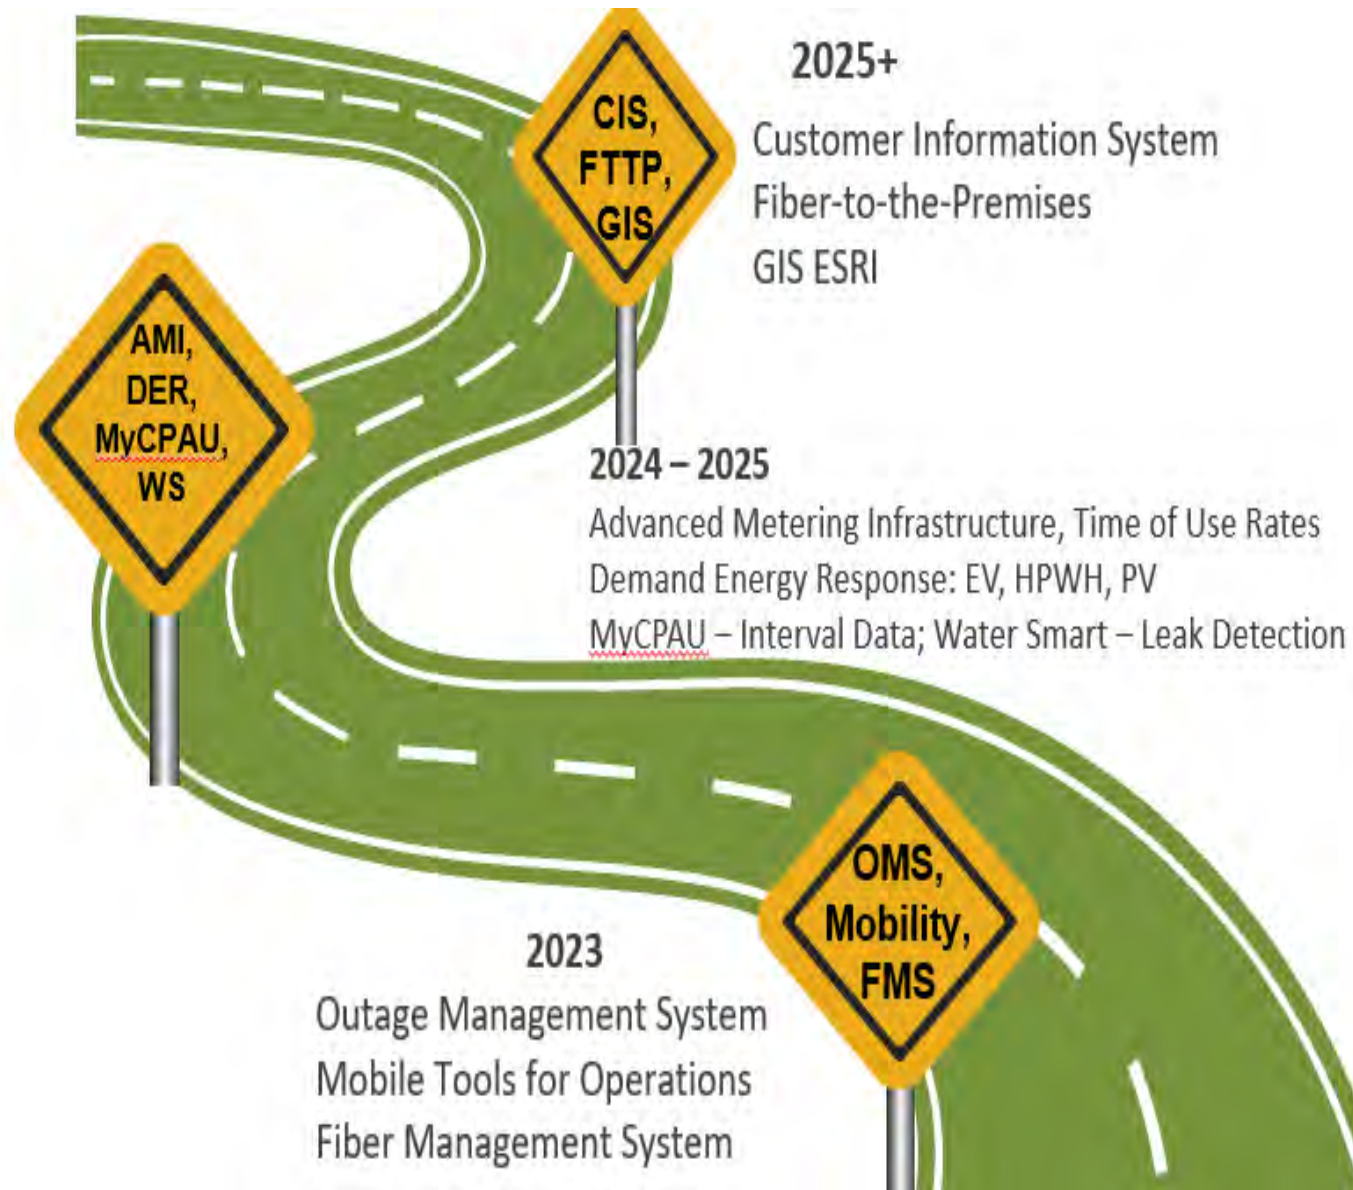 CIS,
FTTP,
GIS
2025+
Customer Information System
Fiber-to-the-Premises
GIS ESRI
AMI,
DER,
MyCPAU,
WS
2024 – 2025
Advanced Metering Infrastructure, Time of Use Rates
Demand Energy Response: EV, HPWH, PV
MyCPAU – Interval Data; Water Smart – Leak Detection
OMS,
Mobility,
FMS
2023
Outage Management System
Mobile Tools for Operations
Fiber Management System